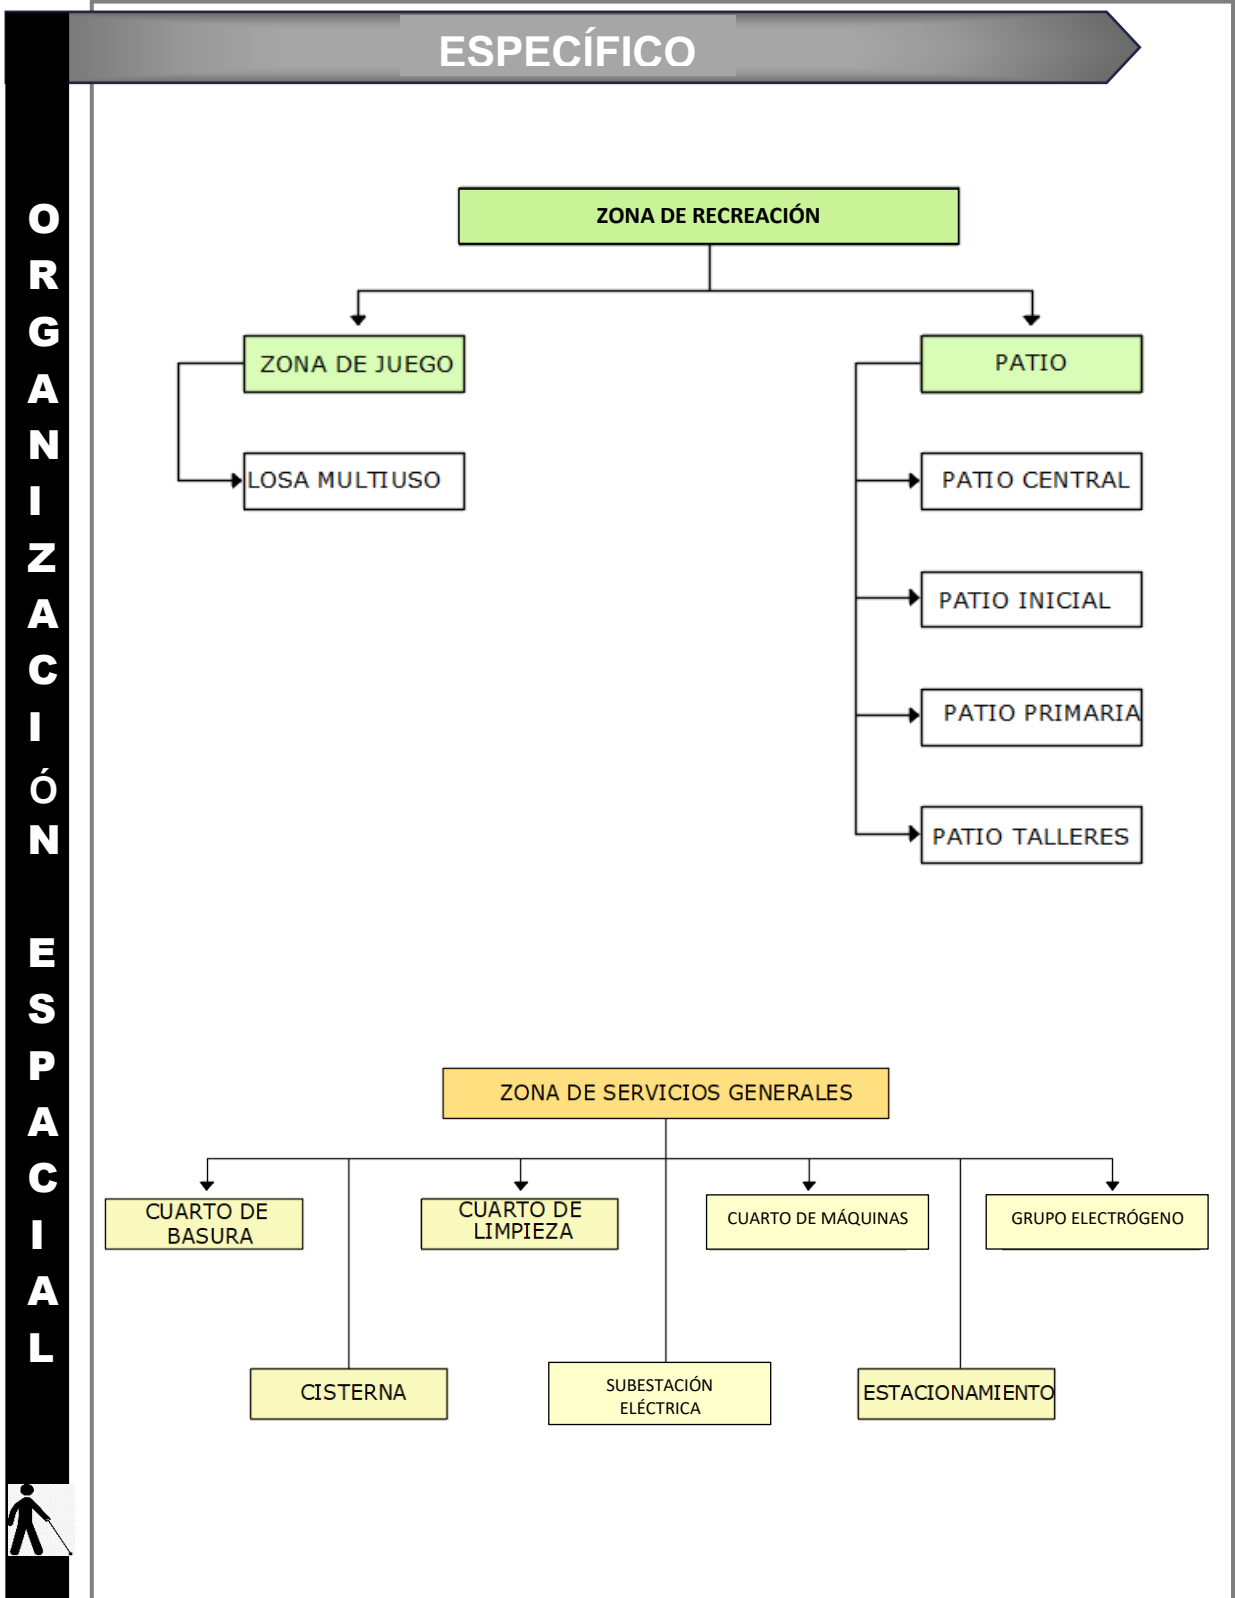 ESPECÍFICO
ORGANIZACIÓN ESPACIAL
ZONA DE RECREACIÓN
ZONA DE JUEGO
PATIO
LOSA MULTIUSO
PATIO CENTRAL
PATIO INICIAL
PATIO PRIMARIA
PATIO TALLERES
ZONA DE SERVICIOS GENERALES
CUARTO DE
BASURA
CUARTO DE
LIMPIEZA
CUARTO DE MÁQUINAS
GRUPO ELECTRÓGENO
CISTERNA
SUBESTACIÓN
ELÉCTRICA
ESTACIONAMIENTO